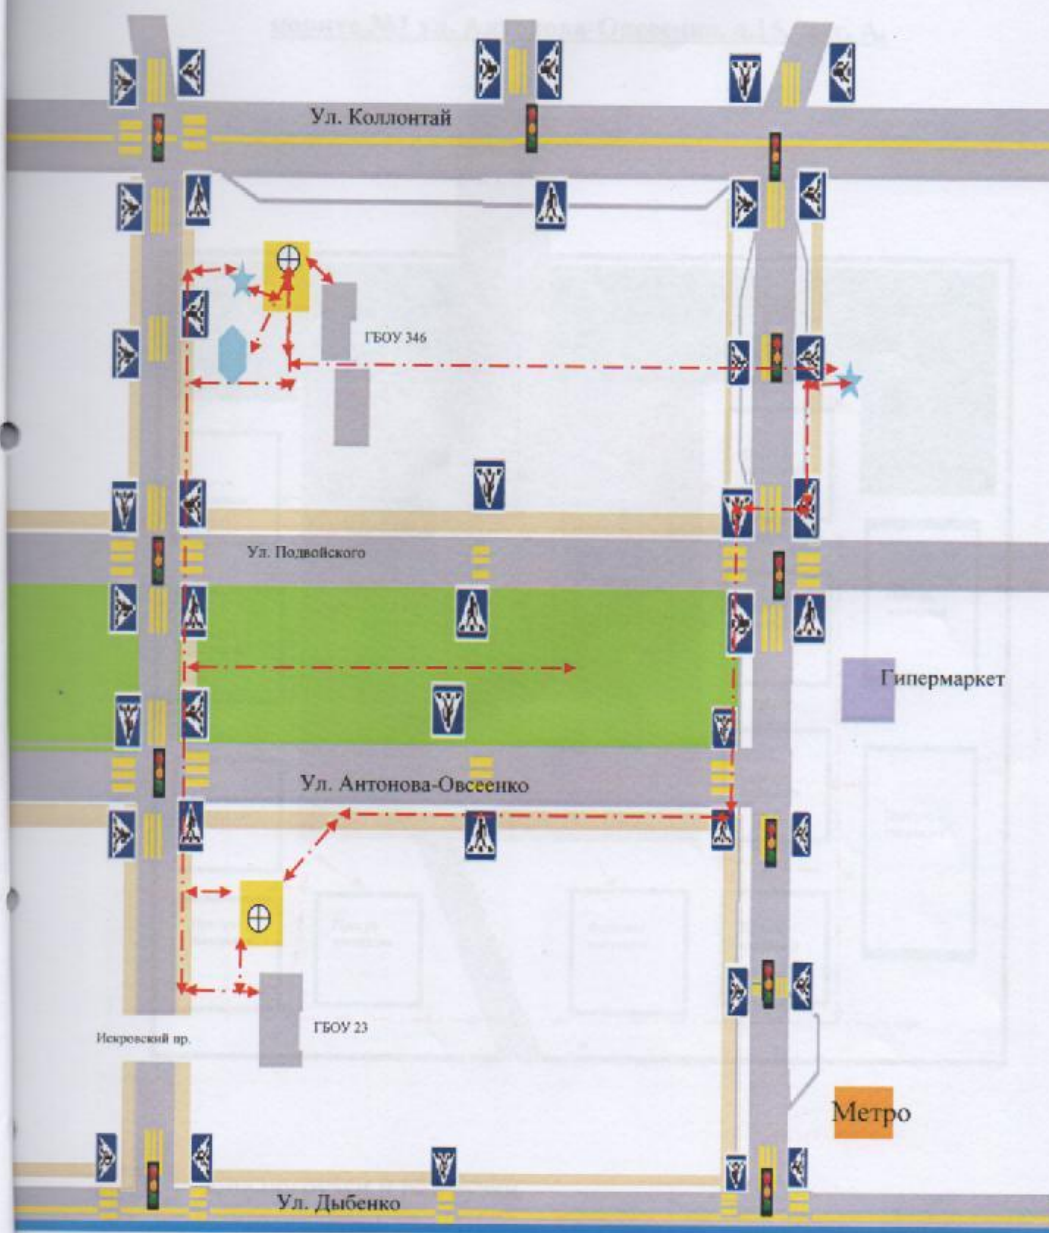 Ул. Коллонтай
ГБОУ 346
Ул. Подвойского
Гипермаркет
Ул. Антонова-Овсеенко
ГБОУ 23
Искровский пр.
Метро
Ул. Дыбенко